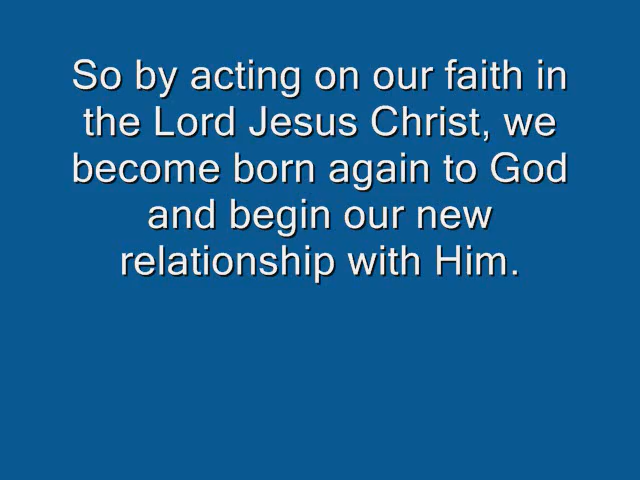 So by acting on our faith in
the Lord Jesus Christ, we
become born again to God
and begin our new
relationship with Him.